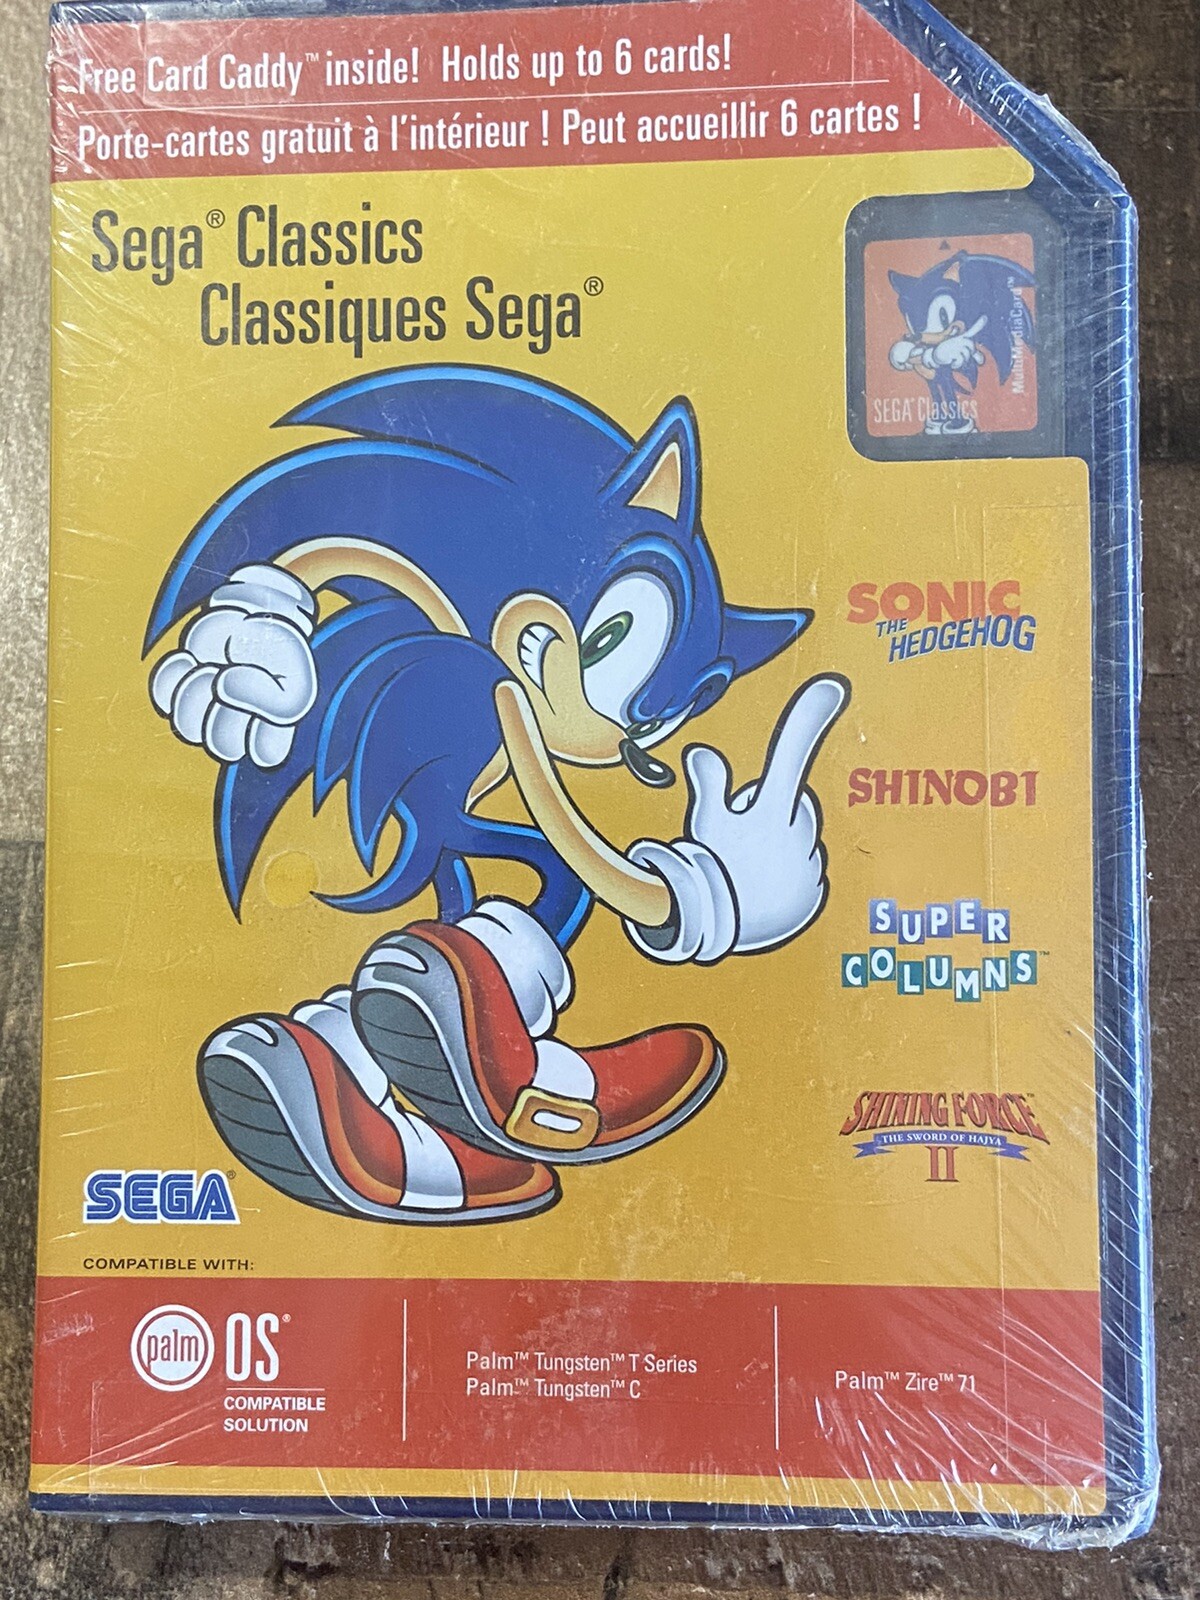 Free Card Caddy™ inside! Holds up to 6 cards!
Porte-cartes gratuit à l'intérieur ! Peut accueillir 6 cartes !
Sega® Classics
Classiques Sega®
MultiMediaCard™
SEGA Classics
SONIC
THE
HEDGEHOG
SHINOBI
SUPER
COLUMNS™
SHINING FORCE™
THE SWORD OF HAJYA
II
SEGA®
COMPATIBLE WITH:
palm OS®
COMPATIBLE
SOLUTION
Palm™ Tungsten™ T Series
Palm™ Tungsten™ C
Palm™ Zire™ 71